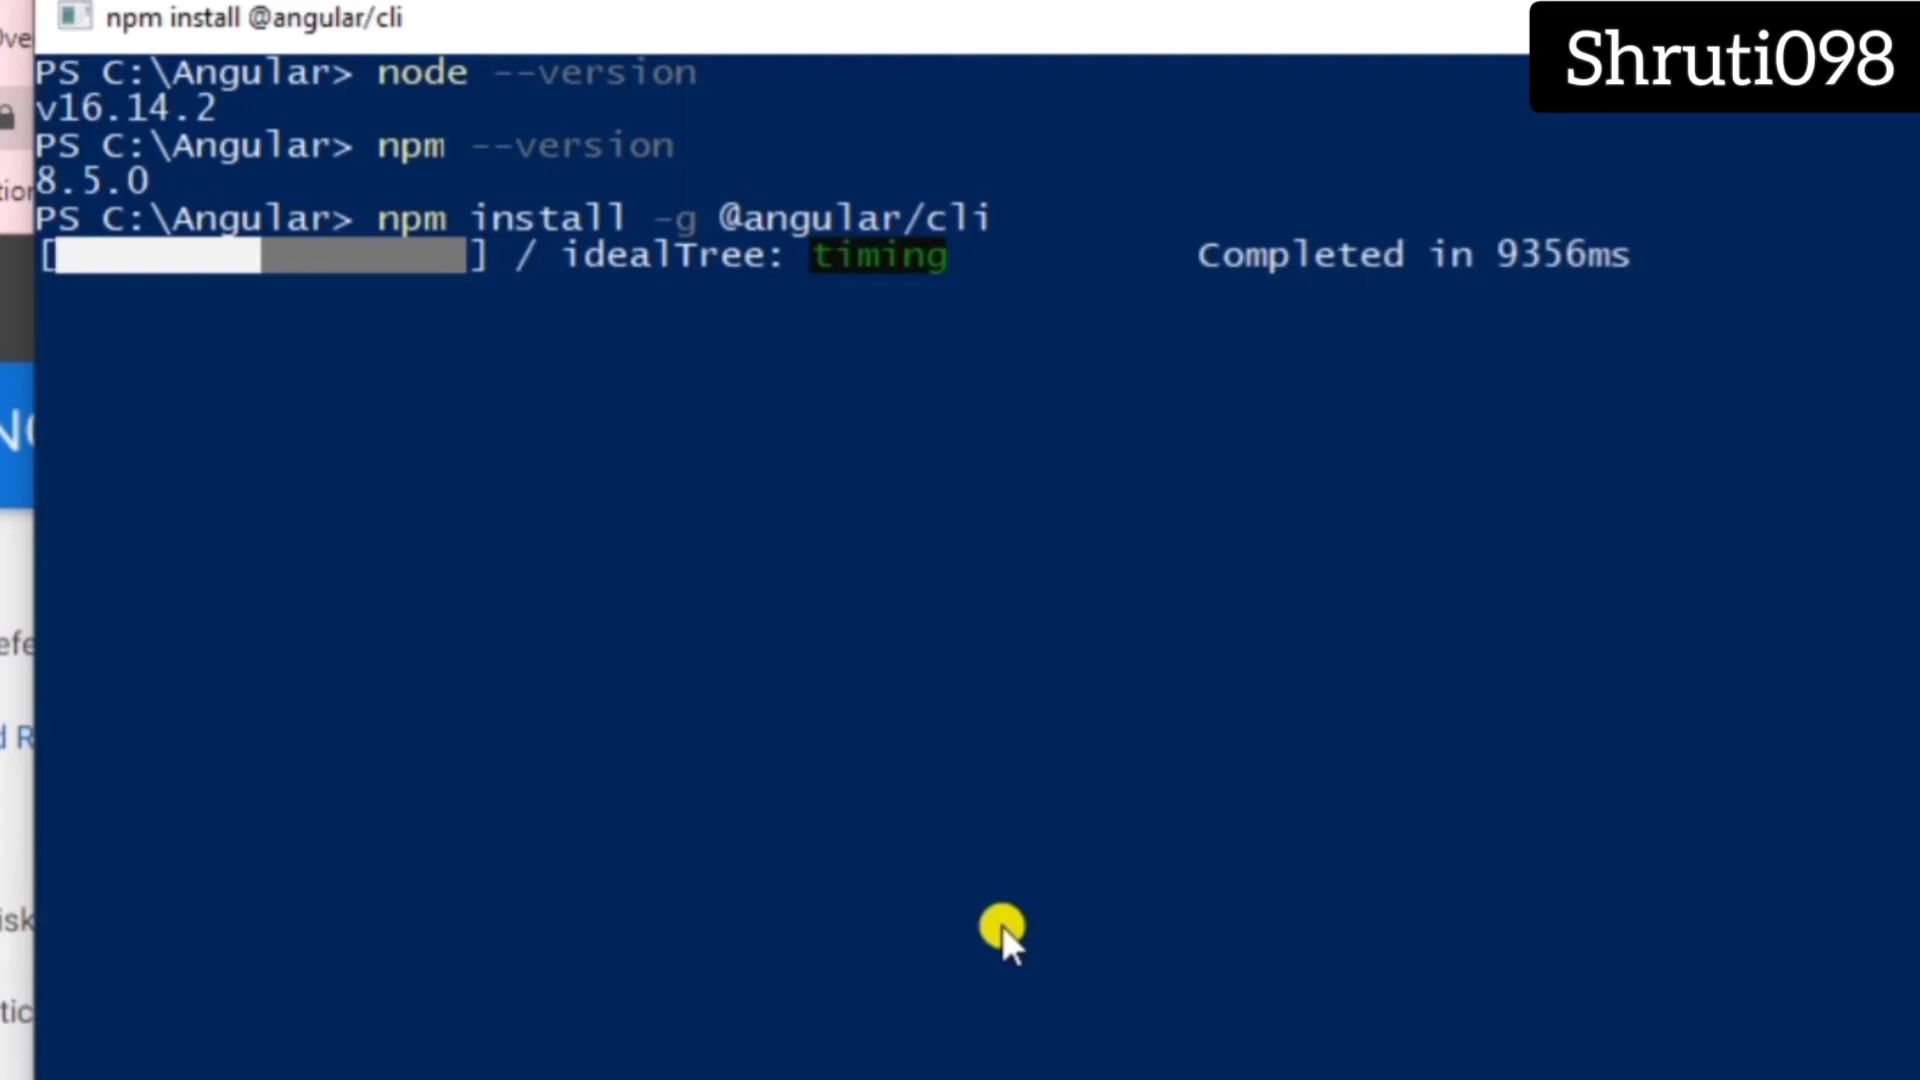 npm install @angular/cli
Shruti098
PS C:\Angular> node --version
v16.14.2
PS C:\Angular> npm --version
8.5.0
PS C:\Angular> npm install -g @angular/cli
[ ] / idealTree: timing Completed in 9356ms